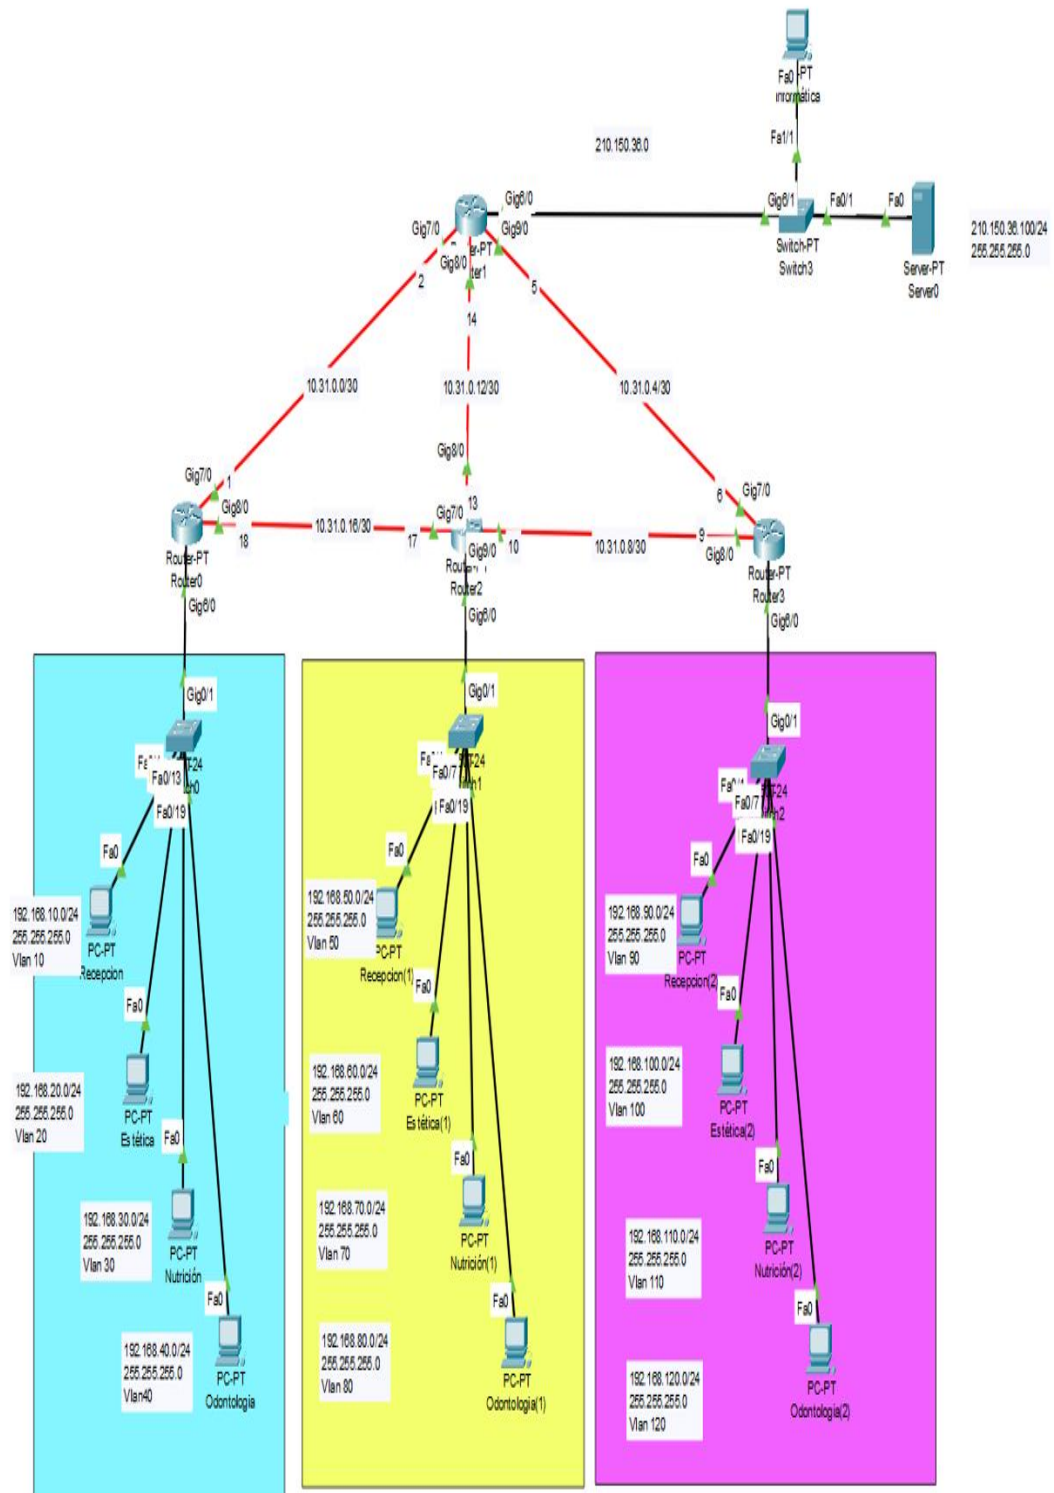 Fa0
-PT
Informática
Fa1/1
210.150.36.0
Gig6/0
Gig6/1
Fa0/1
Fa0
Gig7/0
Gig9/0
210.150.36.100/24
255.255.255.0
Gig8/0
Switch-PT
Switch3
Server-PT
Server0
2
5
14
10.31.0.0/30
10.31.0.12/30
10.31.0.4/30
Gig8/0
Gig7/0
1
13
6
Gig7/0
Gig8/0
Gig7/0
18
10.31.0.16/30
17
10
10.31.0.8/30
9
Gig9/0
Gig8/0
Router-PT
Router0
Router2
Router-PT
Router3
Gig6/0
Gig6/0
Gig6/0
Gig0/1
Gig0/1
Gig0/1
Fa0/13
Fa0/19
Fa0/7
Fa0/19
Fa0/1
Fa0/7
Fa0/19
Fa0
Fa0
Fa0
192.168.10.0/24
255.255.255.0
Vlan 10
PC-PT
Recepcion
192.168.50.0/24
255.255.255.0
Vlan 50
PC-PT
Recepcion(1)
192.168.90.0/24
255.255.255.0
Vlan 90
PC-PT
Recepcion(2)
Fa0
Fa0
Fa0
192.168.20.0/24
255.255.255.0
Vlan 20
PC-PT
Estética
192.168.60.0/24
255.255.255.0
Vlan 60
PC-PT
Estética(1)
192.168.100.0/24
255.255.255.0
Vlan 100
PC-PT
Estética(2)
Fa0
Fa0
Fa0
192.168.30.0/24
255.255.255.0
Vlan 30
PC-PT
Nutrición
192.168.70.0/24
255.255.255.0
Vlan 70
PC-PT
Nutrición(1)
192.168.110.0/24
255.255.255.0
Vlan 110
PC-PT
Nutrición(2)
Fa0
Fa0
Fa0
192.168.40.0/24
255.255.255.0
Vlan40
PC-PT
Odontologia
192.168.80.0/24
255.255.255.0
Vlan 80
PC-PT
Odontologia(1)
192.168.120.0/24
255.255.255.0
Vlan 120
PC-PT
Odontologia(2)